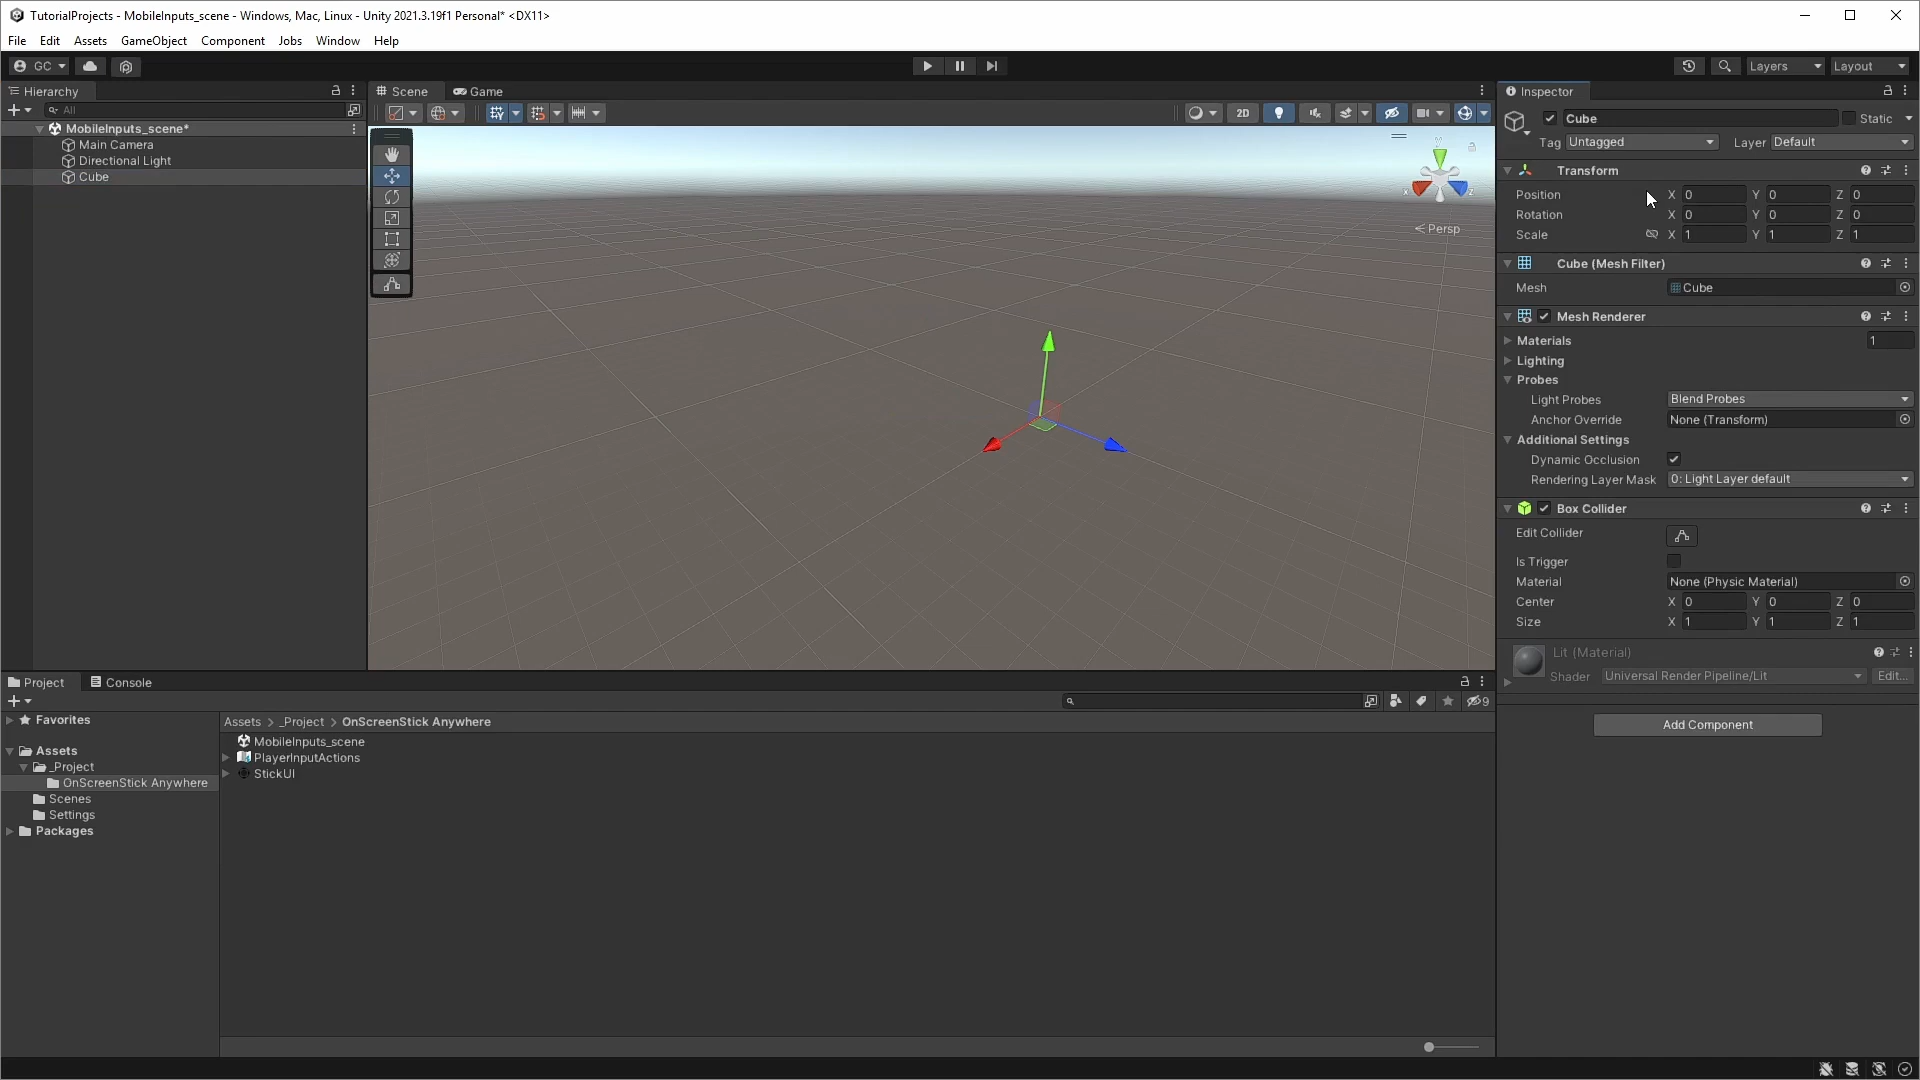 TutorialProjects - MobileInputs_scene - Windows, Mac, Linux - Unity 2021.3.19f1 Personal* <DX11>
File Edit Assets GameObject Component Jobs Window Help
GC
Layers Layout
Hierarchy
All
MobileInputs_scene*
Main Camera
Directional Light
Cube
Scene Game
2D
y
x z
< Persp
Inspector
Cube Static
Tag Untagged Layer Default
Transform
Position X 0 Y 0 Z 0
Rotation X 0 Y 0 Z 0
Scale X 1 Y 1 Z 1
Cube (Mesh Filter)
Mesh Cube
Mesh Renderer
Materials 1
Lighting
Probes
Light Probes Blend Probes
Anchor Override None (Transform)
Additional Settings
Dynamic Occlusion
Rendering Layer Mask 0: Light Layer default
Box Collider
Edit Collider
Is Trigger
Material None (Physic Material)
Center X 0 Y 0 Z 0
Size X 1 Y 1 Z 1
Lit (Material)
Shader Universal Render Pipeline/Lit Edit...
Add Component
Project Console
9
Favorites
Assets
_Project
OnScreenStick Anywhere
Scenes
Settings
Packages
Assets > _Project > OnScreenStick Anywhere
MobileInputs_scene
PlayerInputActions
StickUI